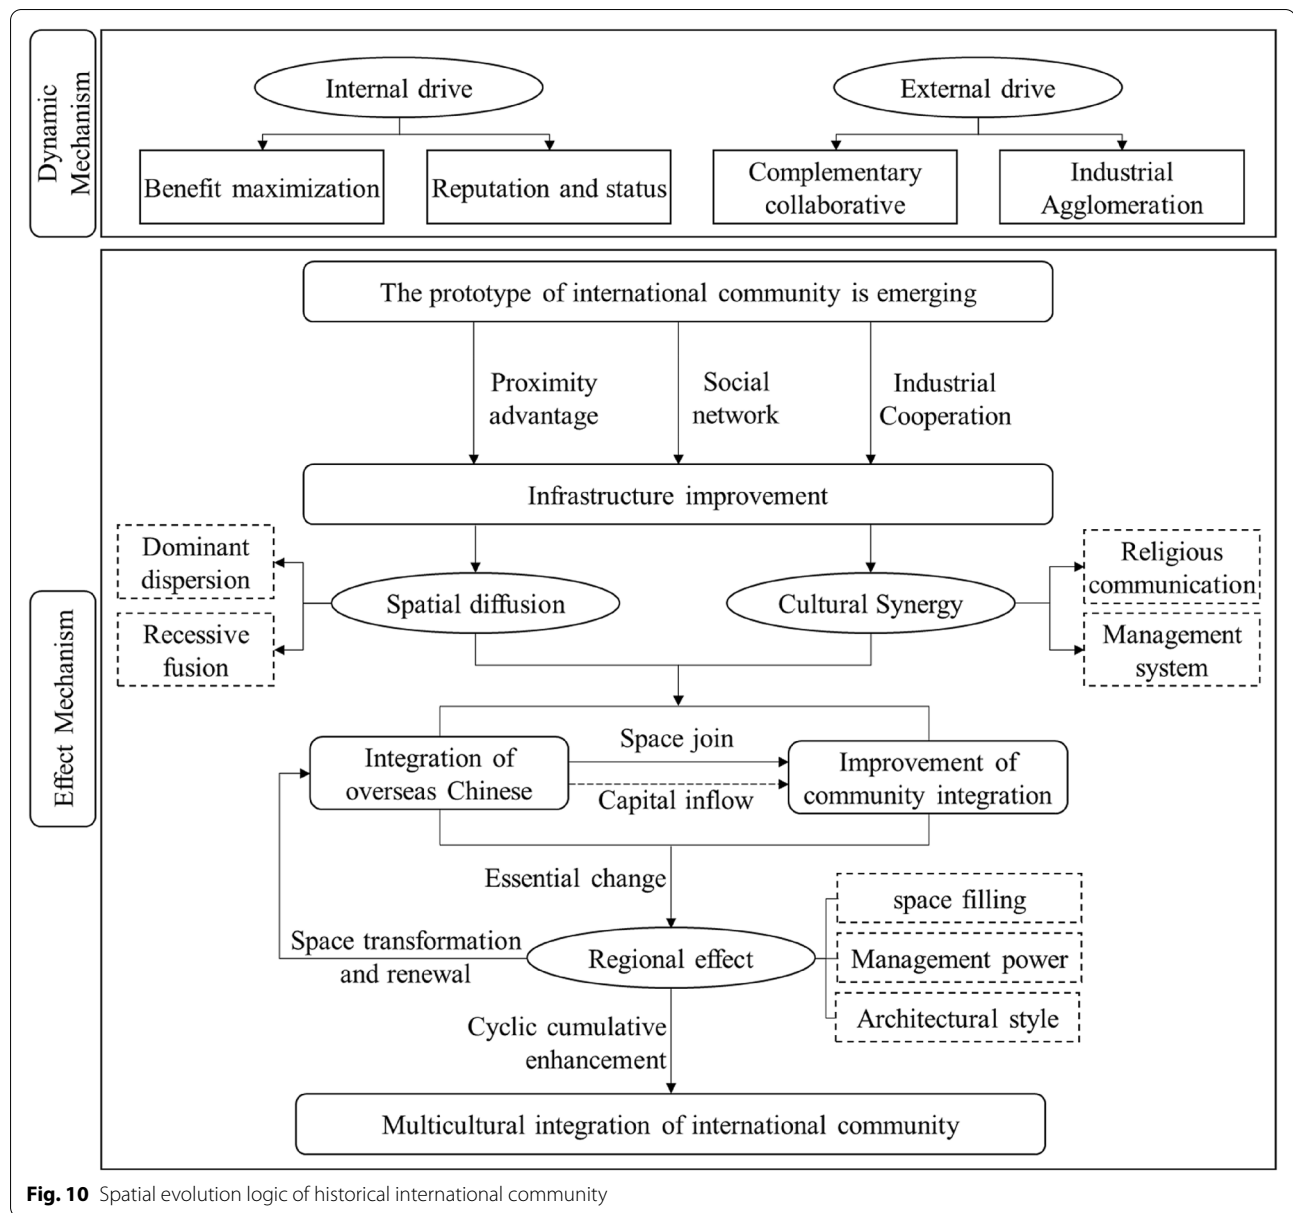 Dynamic
Mechanism
Internal drive
External drive
Benefit maximization
Reputation and status
Complementary
collaborative
Industrial
Agglomeration
Effect Mechanism
The prototype of international community is emerging
Proximity
advantage
Social
network
Industrial
Cooperation
Infrastructure improvement
Dominant
dispersion
Recessive
fusion
Spatial diffusion
Cultural Synergy
Religious
communication
Management
system
Integration of
overseas Chinese
Space join
Capital inflow
Improvement of
community integration
Essential change
Space transformation
and renewal
Regional effect
space filling
Management power
Architectural style
Cyclic cumulative
enhancement
Multicultural integration of international community
Fig. 10 Spatial evolution logic of historical international community